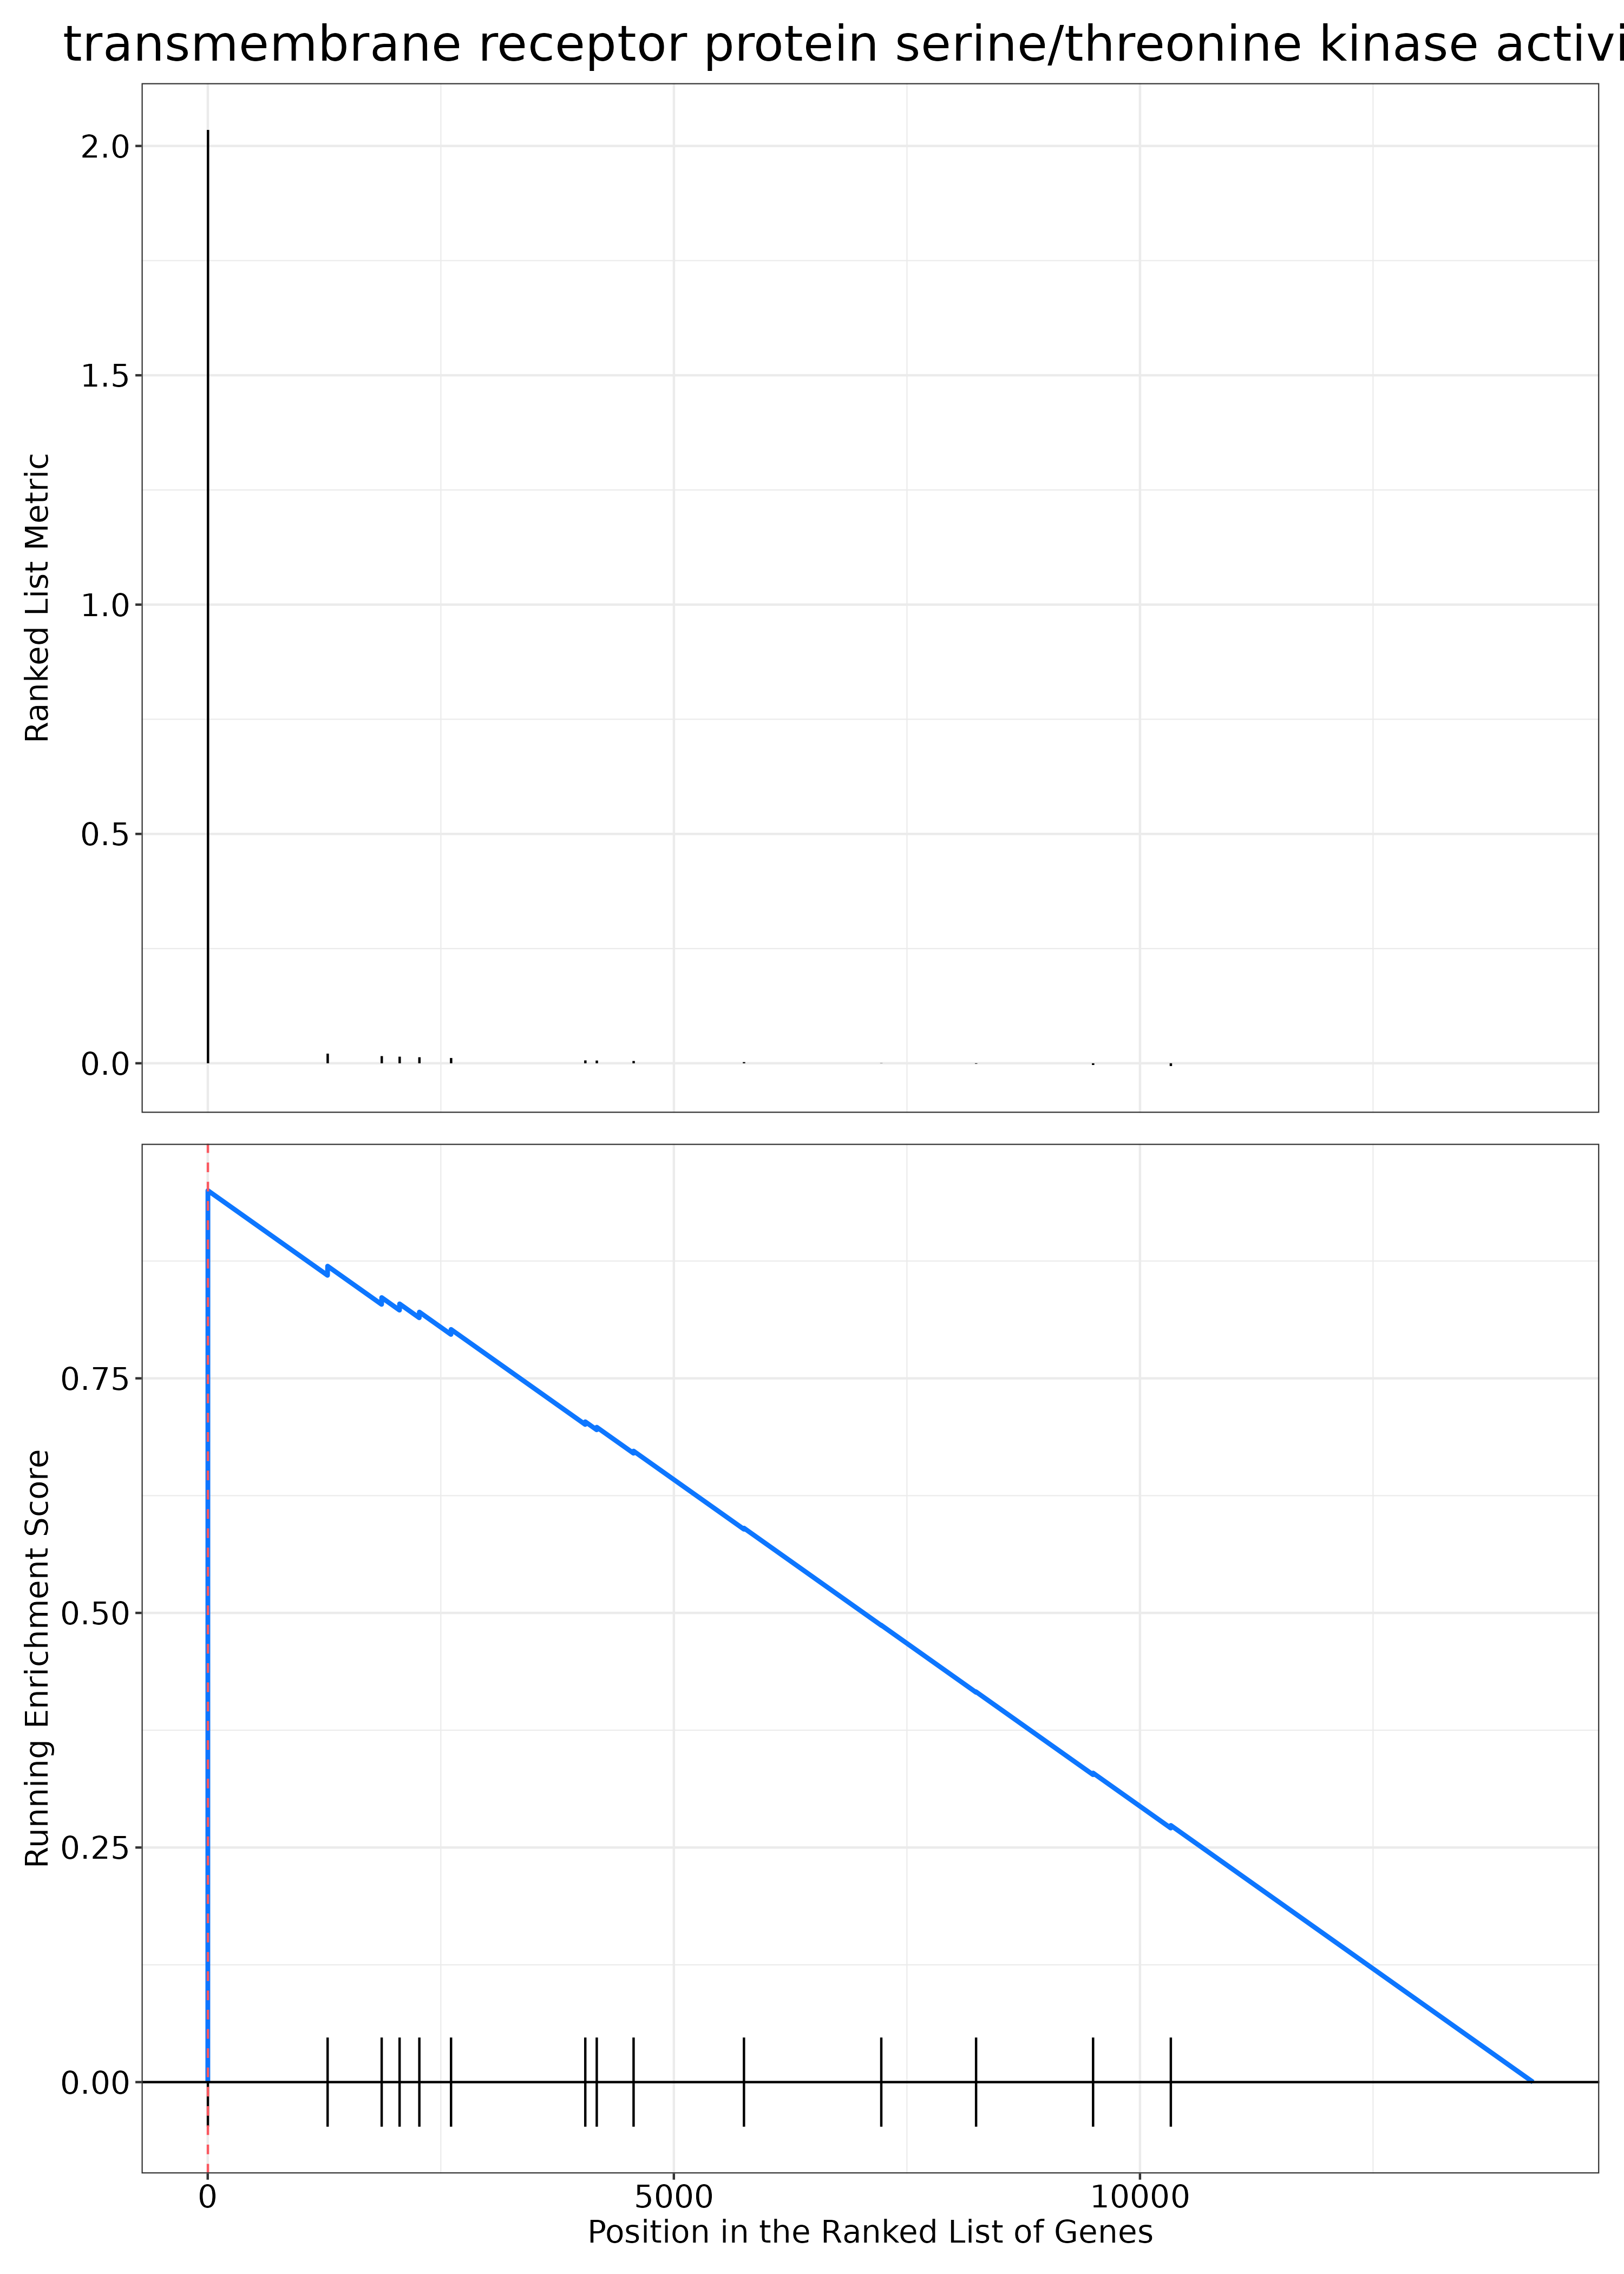 transmembrane receptor protein serine/threonine kinase activi
2.0
1.5
1.0
0.5
0.0
Ranked List Metric
0.75
0.50
0.25
0.00
Running Enrichment Score
0 5000 10000
Position in the Ranked List of Genes